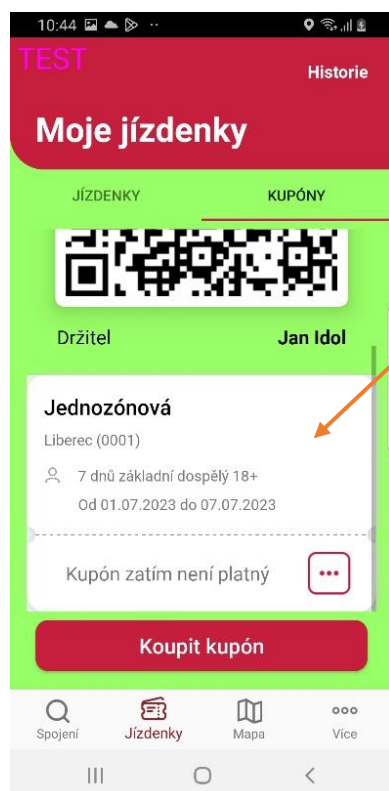 10:44
TEST
Historie
Moje jízdenky
JÍZDENKY
KUPÓNY
Držitel
Jan Idol
Jednozónová
Liberec (0001)
7 dnů základní dospělý 18+
Od 01.07.2023 do 07.07.2023
Kupón zatím není platný
Koupit kupón
Spojení
Jízdenky
Mapa
Více